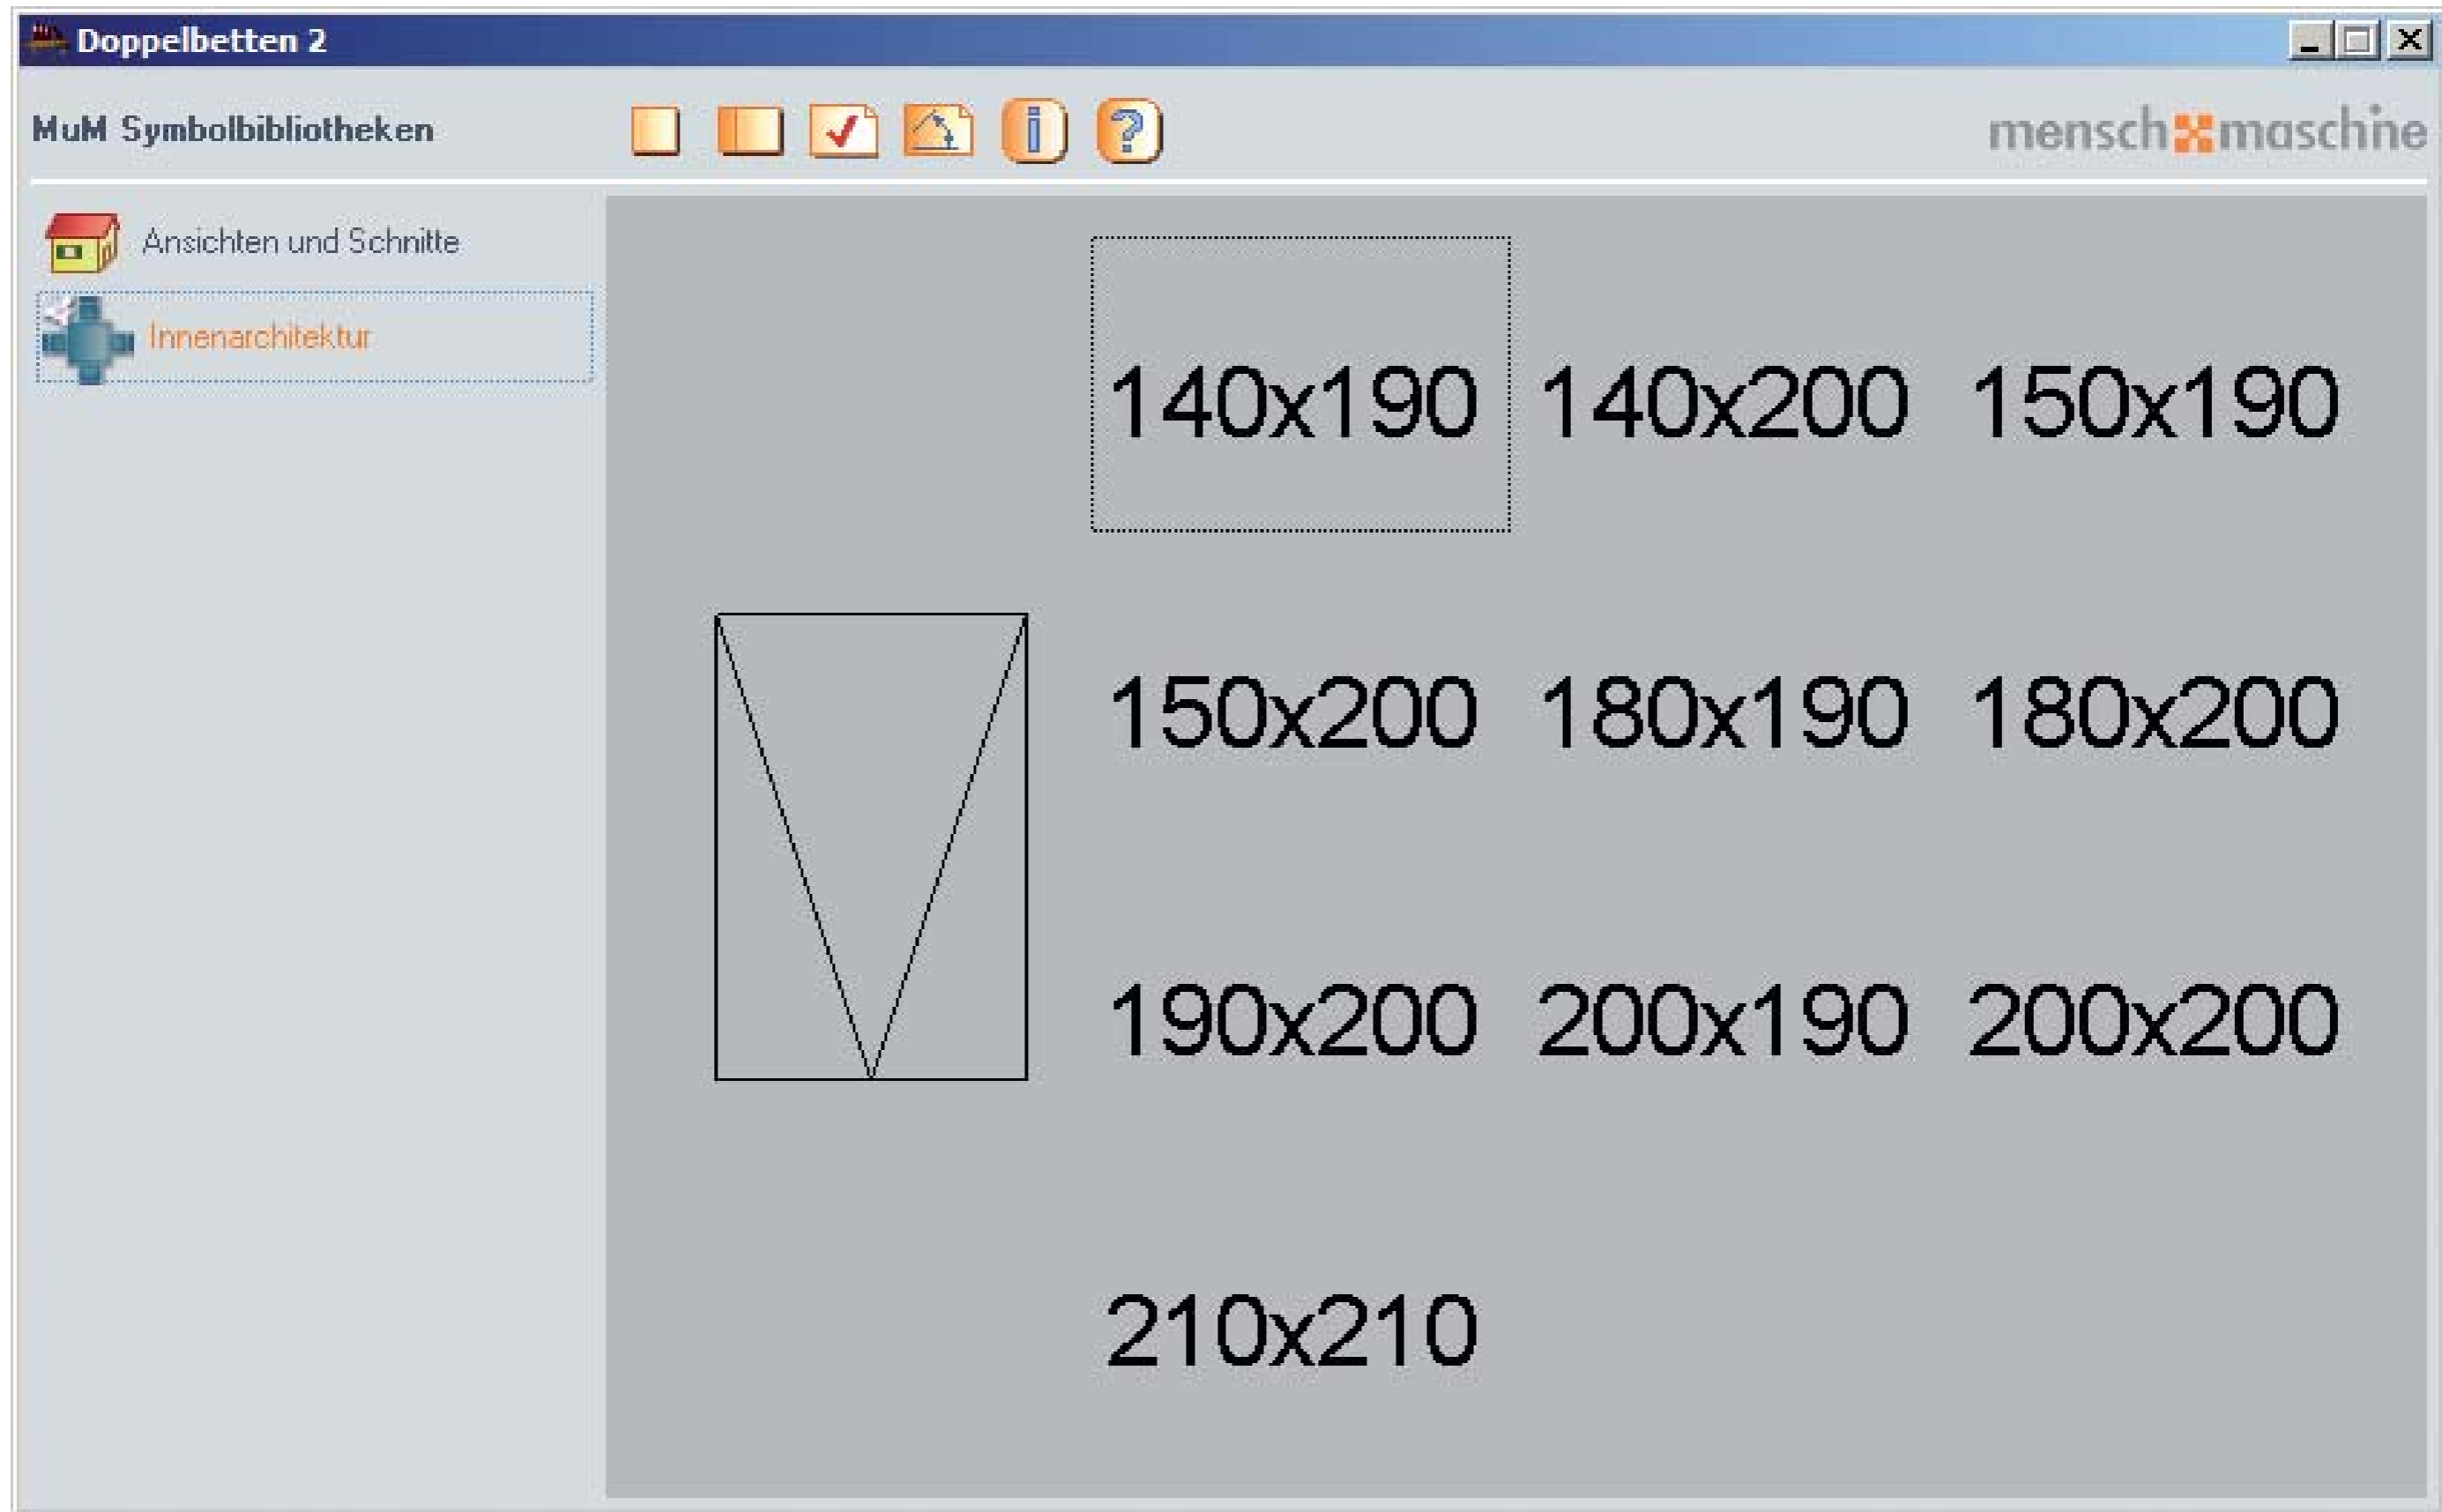 Doppelbetten 2
MuM Symbolbibliotheken
mensch maschine
Ansichten und Schnitte
Innenarchitektur
140x190 140x200 150x190
150x200 180x190 180x200
190x200 200x190 200x200
210x210